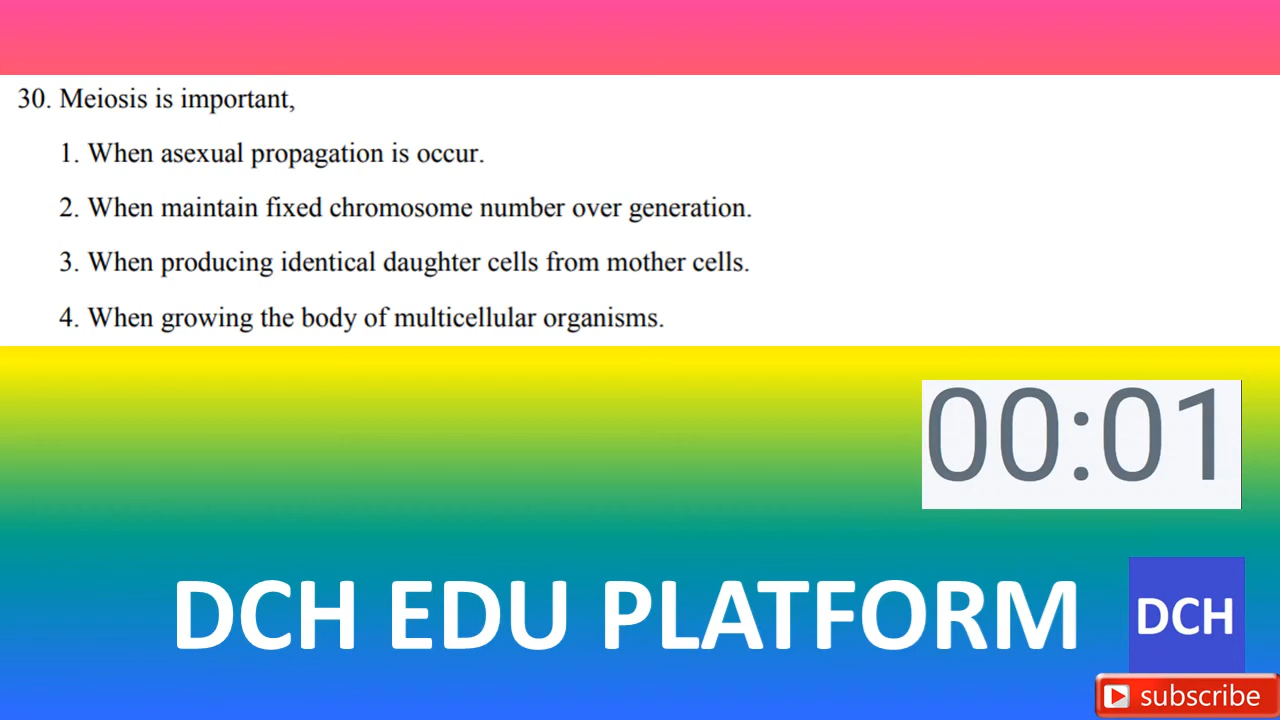 30. Meiosis is important,
1. When asexual propagation is occur.
2. When maintain fixed chromosome number over generation.
3. When producing identical daughter cells from mother cells.
4. When growing the body of multicellular organisms.
00:01
DCH EDU PLATFORM
DCH
subscribe